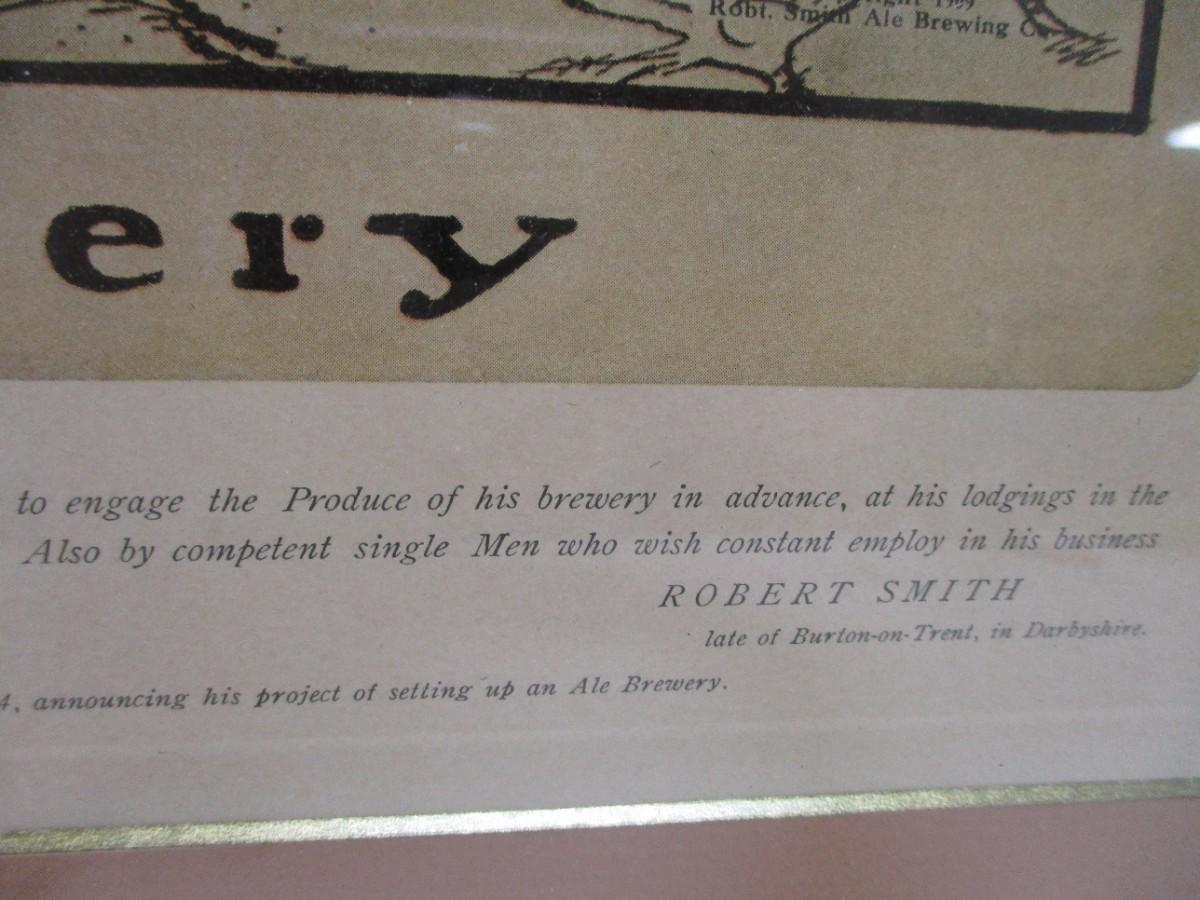 1909
Robt. Smith Ale Brewing Co.
ery
to engage the Produce of his brewery in advance, at his lodgings in the
Also by competent single Men who wish constant employ in his business
ROBERT SMITH
late of Burton-on-Trent, in Darbyshire.
4, announcing his project of setting up an Ale Brewery.